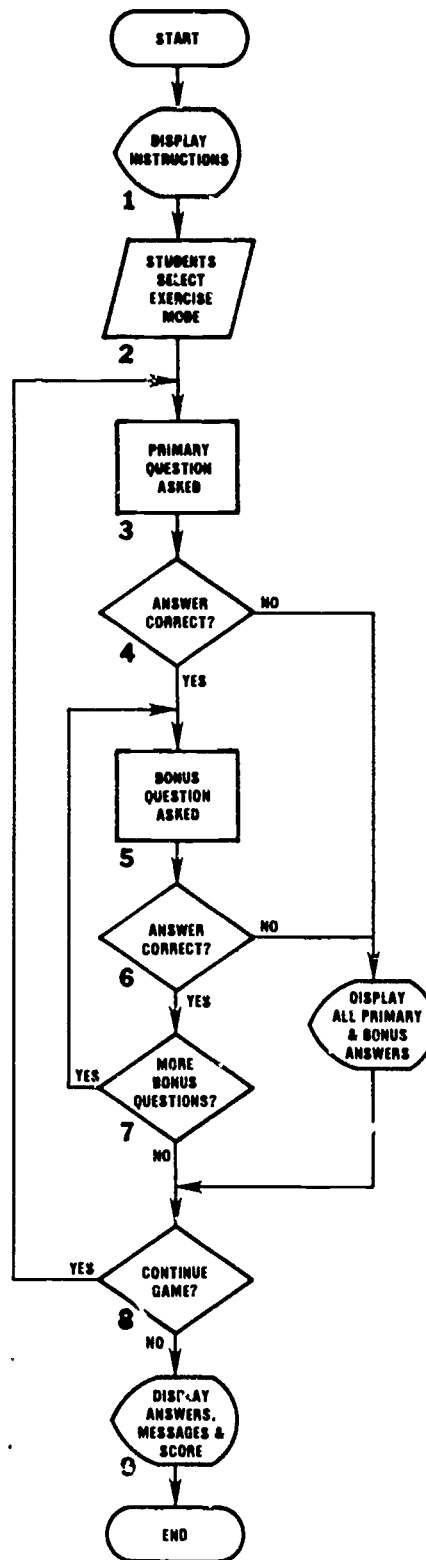 START
DISPLAY
INSTRUCTIONS
1
STUDENTS
SELECT
EXERCISE
MODE
2
PRIMARY
QUESTION
ASKED
3
ANSWER
CORRECT?
NO
4
YES
BONUS
QUESTION
ASKED
5
ANSWER
CORRECT?
NO
6
YES
DISPLAY
ALL PRIMARY
& BONUS
ANSWERS
MORE
BONUS
QUESTIONS?
YES
7
NO
CONTINUE
GAME?
YES
8
NO
DISPLAY
ANSWERS,
MESSAGES &
SCORE
9
END